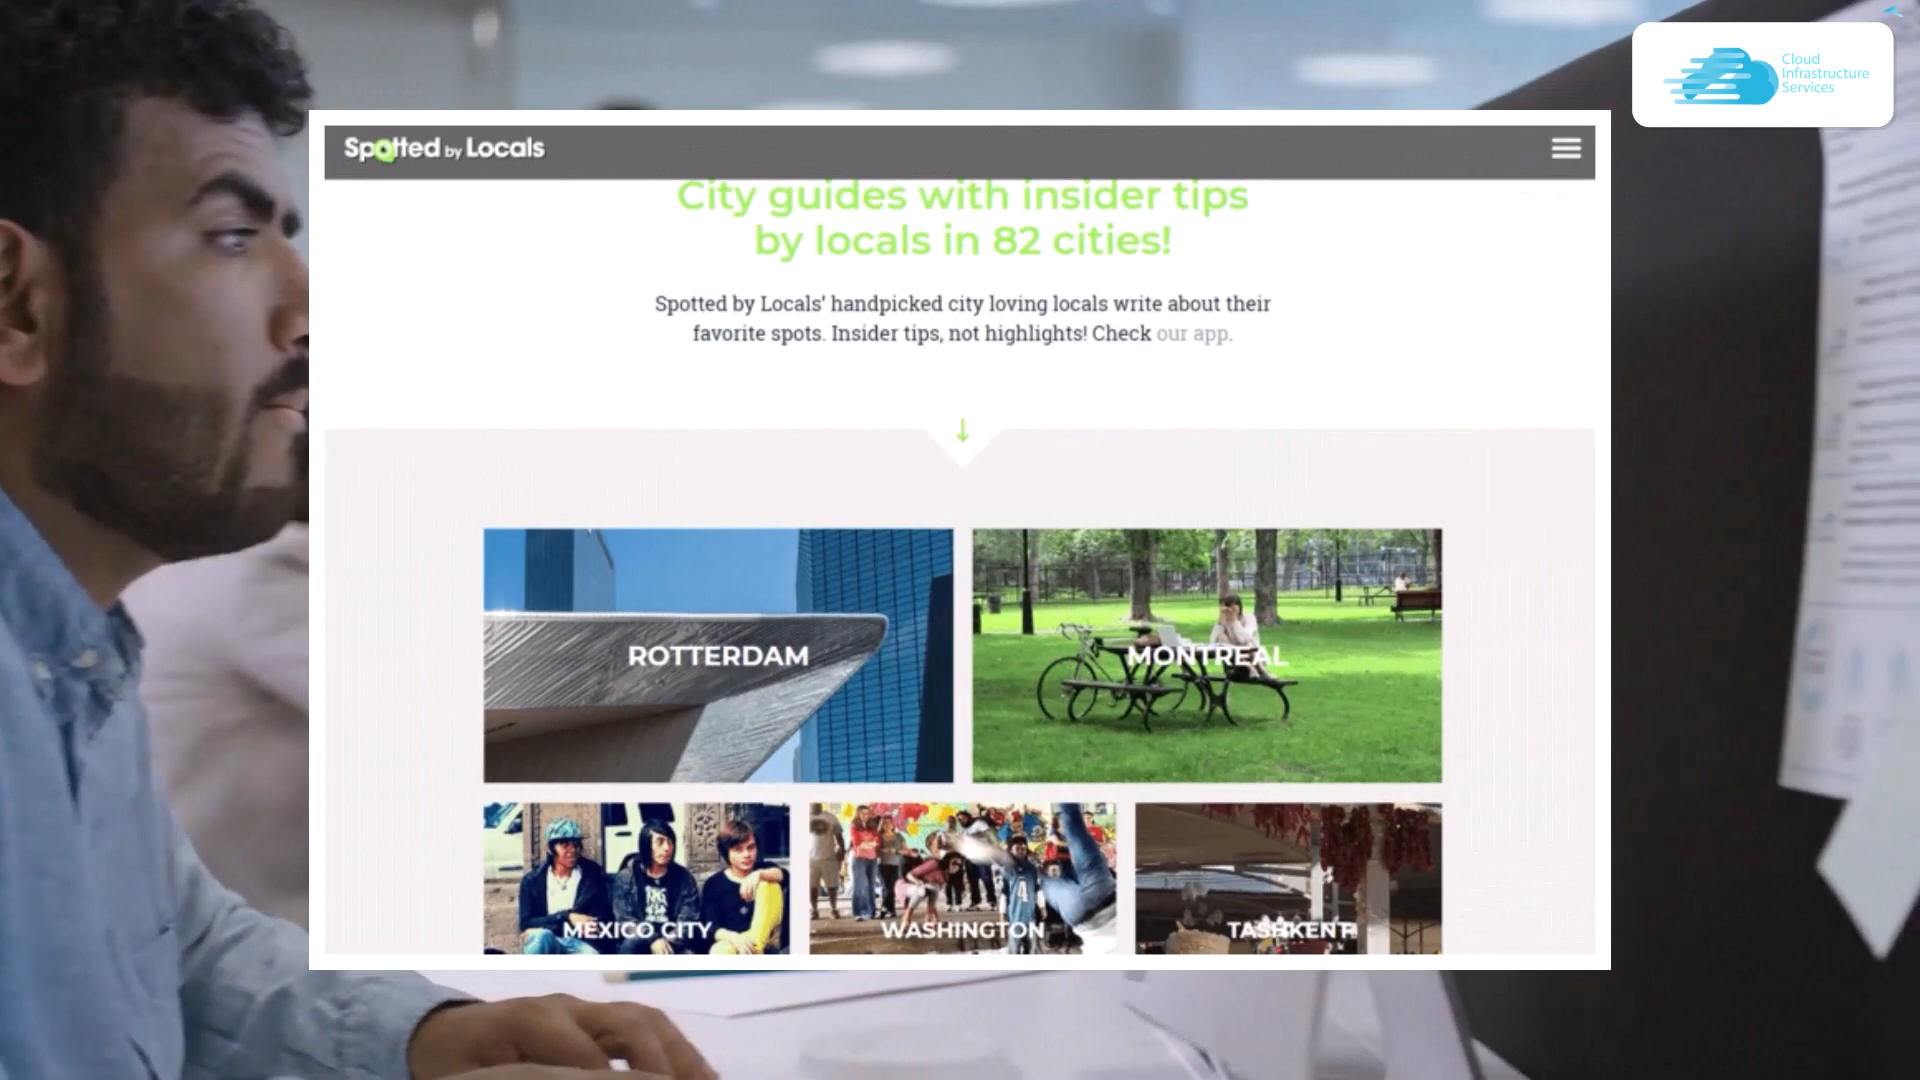 Cloud
Infrastructure
Services
Spotted by Locals
City guides with insider tips
by locals in 82 cities!
Spotted by Locals' handpicked city loving locals write about their
favorite spots. Insider tips, not highlights! Check our app.
ROTTERDAM
MONTREAL
MEXICO CITY
WASHINGTON
TASHKENT